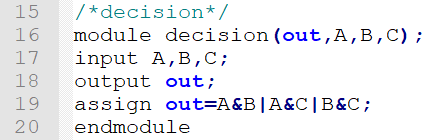 15 /*decision*/
16 module decision(out,A,B,C);
17 input A,B,C;
18 output out;
19 assign out=A&B|A&C|B&C;
20 endmodule